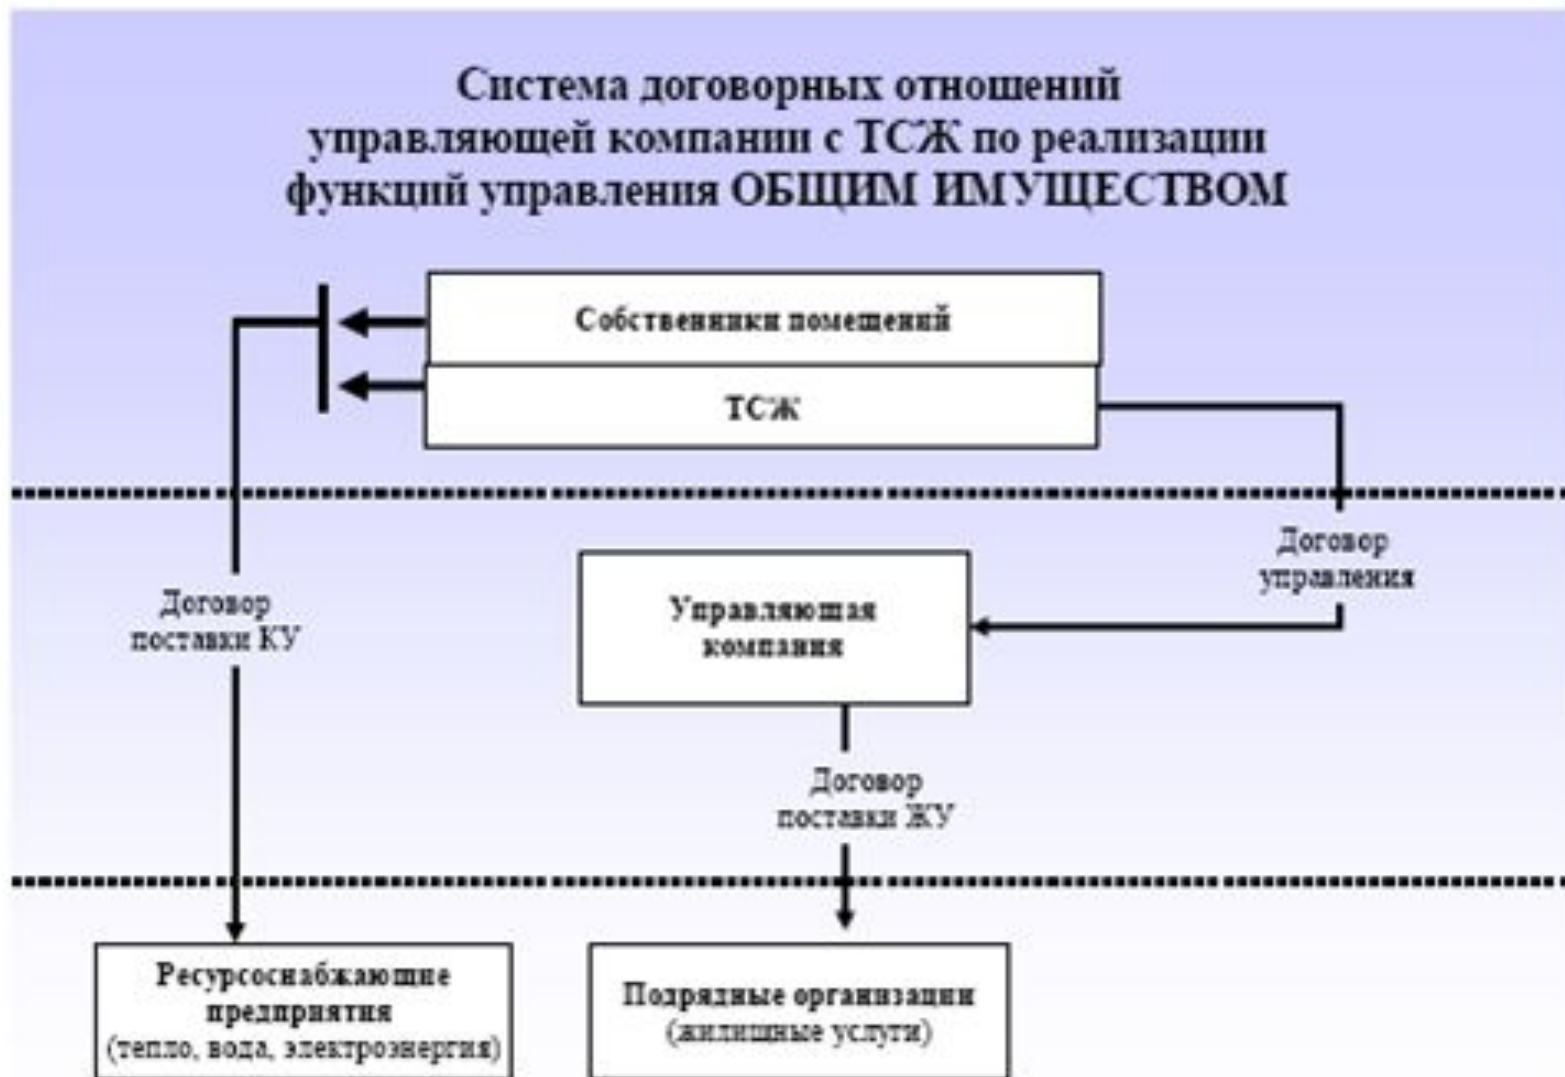 Система договорных отношений
управляющей компании с ТСЖ по реализации
функций управления ОБЩИМ ИМУЩЕСТВОМ
Собственники помещений
ТСЖ
Договор
управления
Договор
поставки КУ
Управляющая
компания
Договор
поставки ЖУ
Ресурсоснабжающие
предприятия
(тепло, вода, электроэнергия)
Подрядные организации
(жилищные услуги)